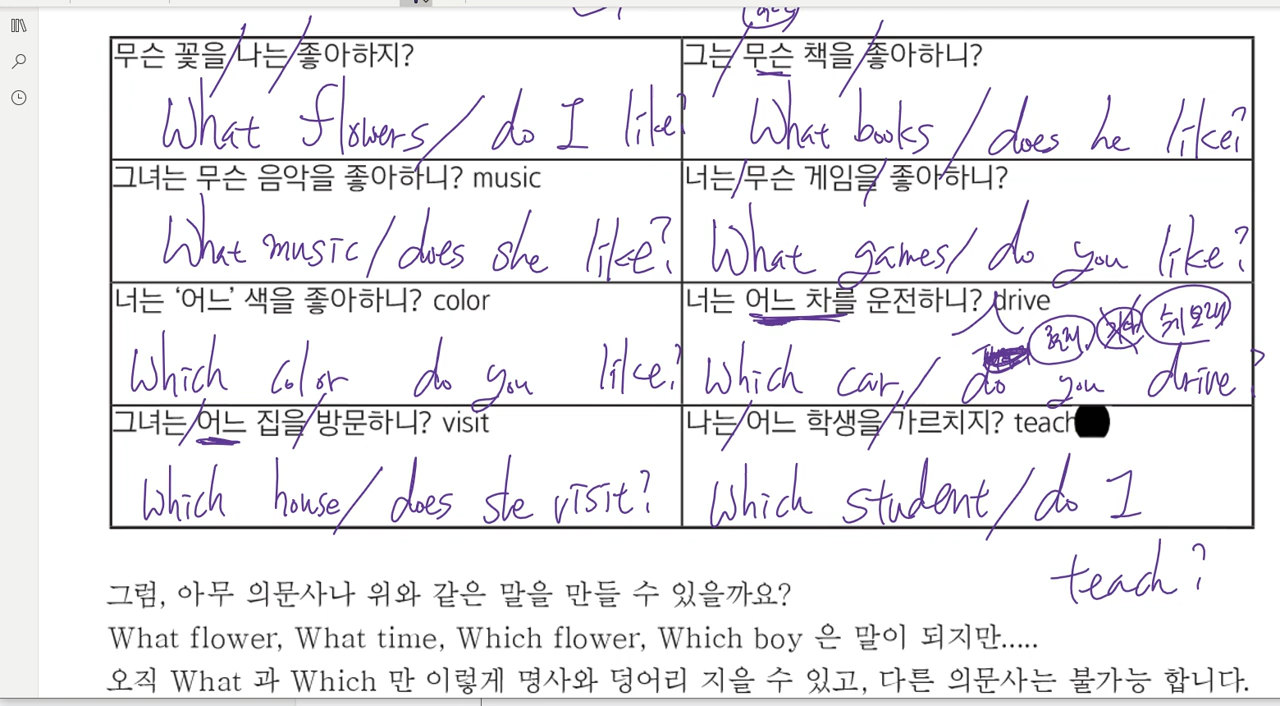 무슨 꽃을 나는 좋아하지?
What flowers / do I like?
그는 무슨 책을 좋아하니?
What books / does he like?
그녀는 무슨 음악을 좋아하니? music
What music / does she like?
너는 무슨 게임을 좋아하니?
What games / do you like?
너는 '어느' 색을 좋아하니? color
Which color do you like?
너는 어느 차를 운전하니? drive
Which car / do you drive?
그녀는 어느 집을 방문하니? visit
Which house / does she visit?
나는 어느 학생을 가르치지? teach
Which student / do I
teach?
그럼, 아무 의문사나 위와 같은 말을 만들 수 있을까요?
What flower, What time, Which flower, Which boy 은 말이 되지만.....
오직 What 과 Which 만 이렇게 명사와 덩어리 지을 수 있고, 다른 의문사는 불가능 합니다.